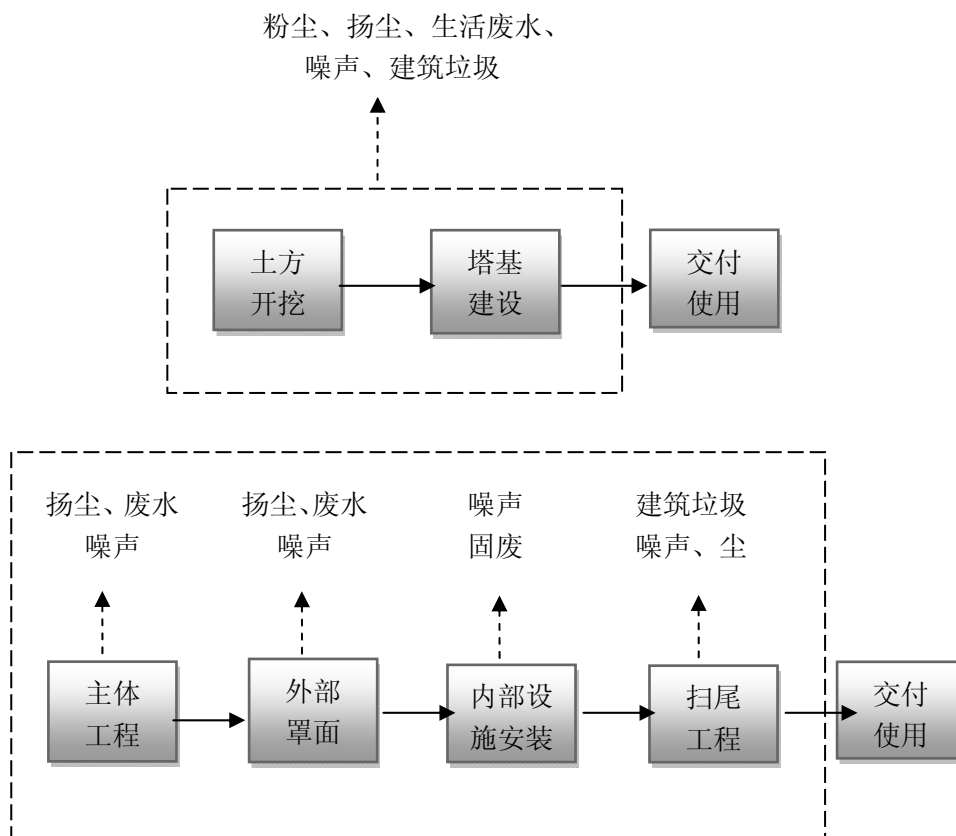 粉尘、扬尘、生活废水、
噪声、建筑垃圾
土方
开挖
塔基
建设
交付
使用
扬尘、废水
噪声
扬尘、废水
噪声
噪声
固废
建筑垃圾
噪声、尘
主体
工程
外部
罩面
内部设
施安装
扫尾
工程
交付
使用